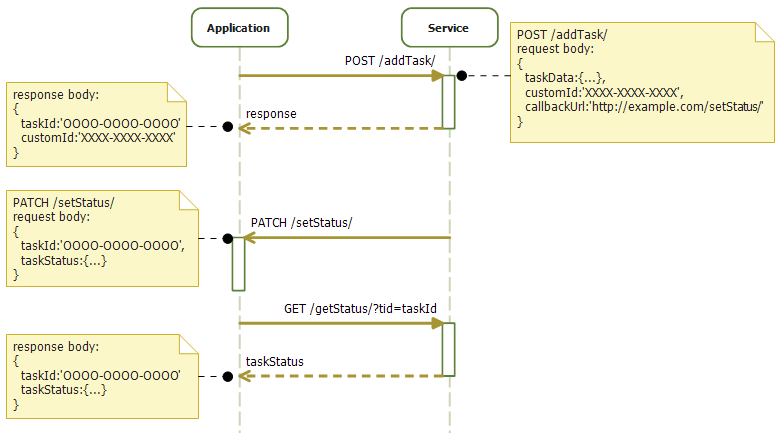 Application
Service
POST /addTask/
POST /addTask/
request body:
{
taskData:{...},
customId:'XXXX-XXXX-XXXX',
callbackUrl:'http://example.com/setStatus/'
}
response body:
{
taskId:'OOOO-OOOO-OOOO'
customId:'XXXX-XXXX-XXXX'
}
response
PATCH /setStatus/
request body:
{
taskId:'OOOO-OOOO-OOOO',
taskStatus:{...}
}
PATCH /setStatus/
GET /getStatus/?tid=taskId
response body:
{
taskId:'OOOO-OOOO-OOOO'
taskStatus:{...}
}
taskStatus